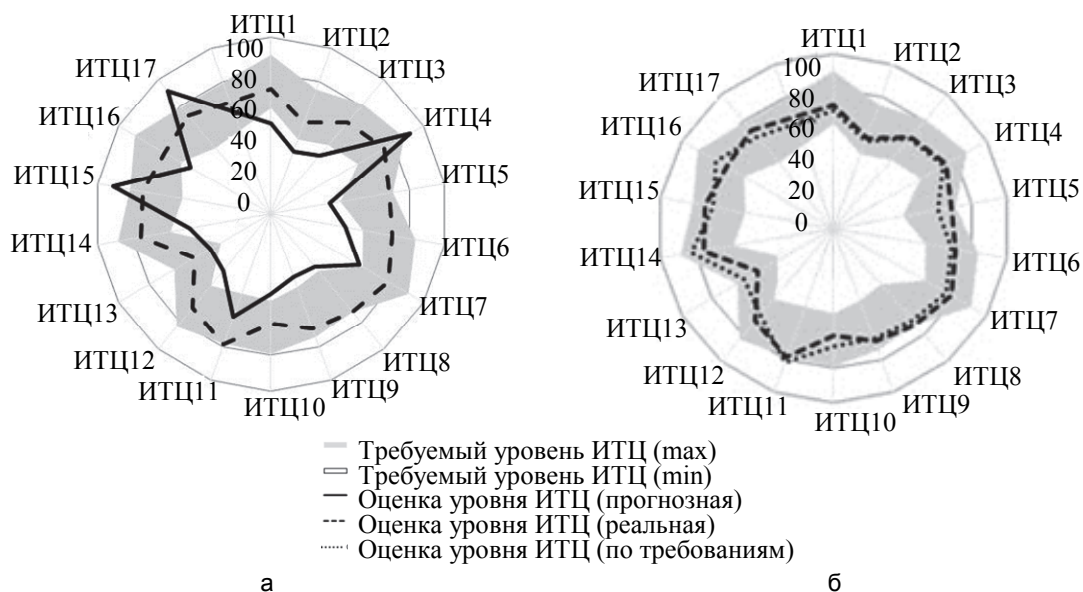 ИТЦ1
ИТЦ2
ИТЦ3
ИТЦ4
ИТЦ5
ИТЦ6
ИТЦ7
ИТЦ8
ИТЦ9
ИТЦ10
ИТЦ11
ИТЦ12
ИТЦ13
ИТЦ14
ИТЦ15
ИТЦ16
ИТЦ17
100
80
60
40
20
0
ИТЦ1
ИТЦ2
ИТЦ3
ИТЦ4
ИТЦ5
ИТЦ6
ИТЦ7
ИТЦ8
ИТЦ9
ИТЦ10
ИТЦ11
ИТЦ12
ИТЦ13
ИТЦ14
ИТЦ15
ИТЦ16
ИТЦ17
100
80
60
40
20
0
Требуемый уровень ИТЦ (max)
Требуемый уровень ИТЦ (min)
Оценка уровня ИТЦ (прогнозная)
Оценка уровня ИТЦ (реальная)
Оценка уровня ИТЦ (по требованиям)
а
б